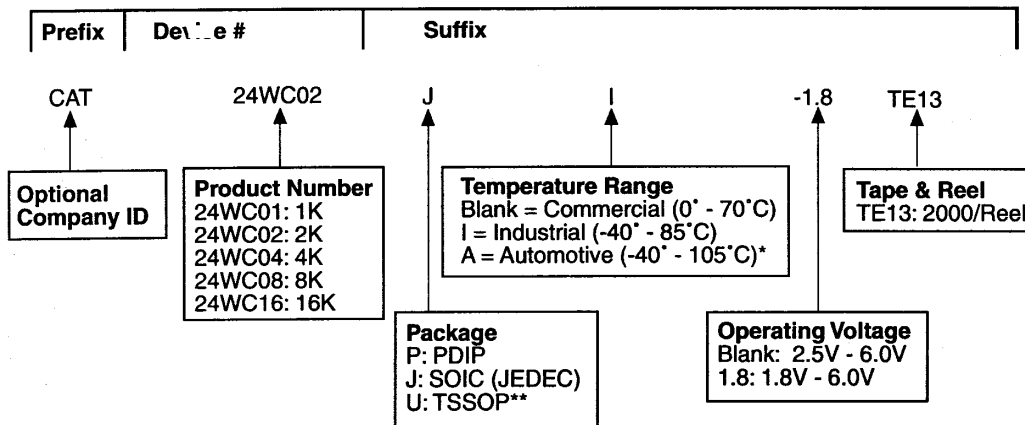 Prefix Device # Suffix
CAT 24WC02 J I -1.8 TE13
Optional
Company ID
Product Number
24WC01: 1K
24WC02: 2K
24WC04: 4K
24WC08: 8K
24WC16: 16K
Temperature Range
Blank = Commercial (0˚ - 70˚C)
I = Industrial (-40˚ - 85˚C)
A = Automotive (-40˚ - 105˚C)*
Tape & Reel
TE13: 2000/Reel
Package
P: PDIP
J: SOIC (JEDEC)
U: TSSOP**
Operating Voltage
Blank: 2.5V - 6.0V
1.8: 1.8V - 6.0V